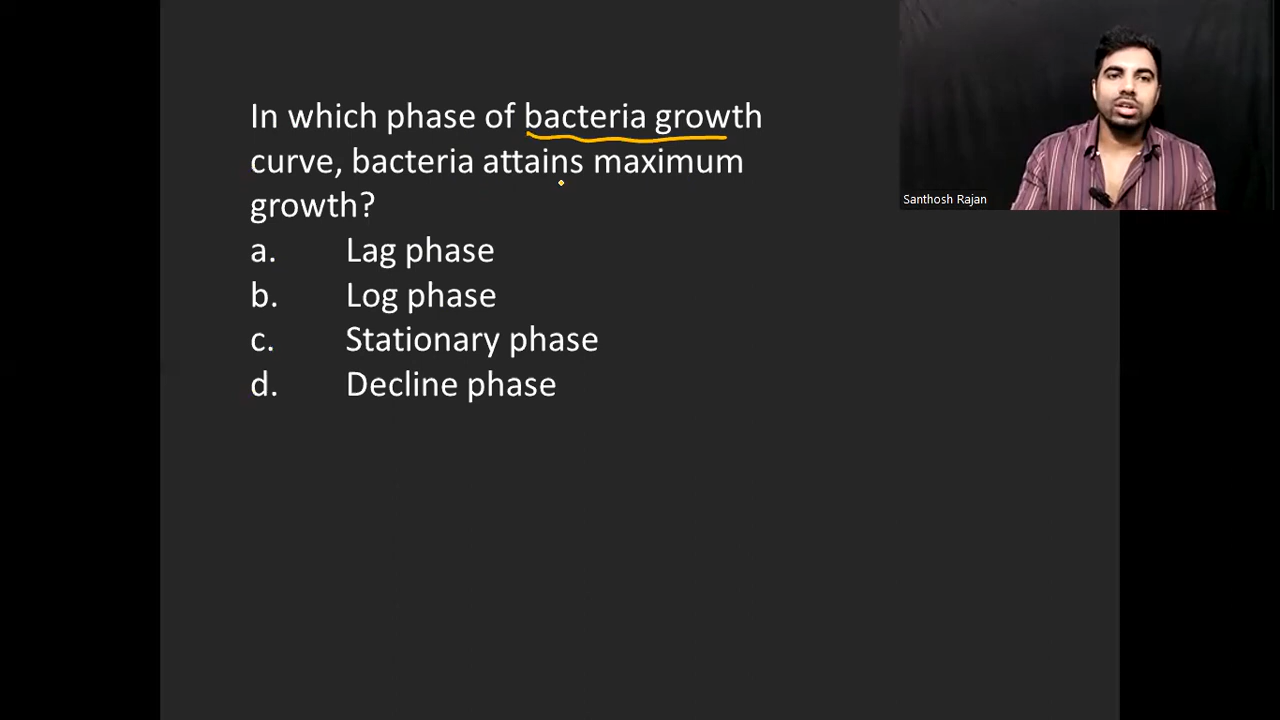 In which phase of bacteria growth
curve, bacteria attains maximum
growth?
a. Lag phase
b. Log phase
c. Stationary phase
d. Decline phase
Santhosh Rajan